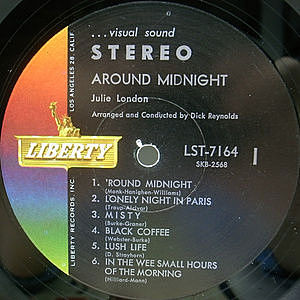 ...visual sound
STEREO
AROUND MIDNIGHT
Julie London
Arranged and Conducted by Dick Reynolds
LIBERTY
LST-7164
SKB-2568
1
1. 'ROUND MIDNIGHT
(Monk-Hanighen-Williams)
2. LONELY NIGHT IN PARIS
(Troup-Alcivar)
3. MISTY
(Burke-Garner)
4. BLACK COFFEE
(Webster-Burke)
5. LUSH LIFE
(D. Strayhorn)
6. IN THE WEE SMALL HOURS
OF THE MORNING
(Hilliard-Mann)
LIBERTY RECORDS, INC.
LOS ANGELES 28 CALIF.